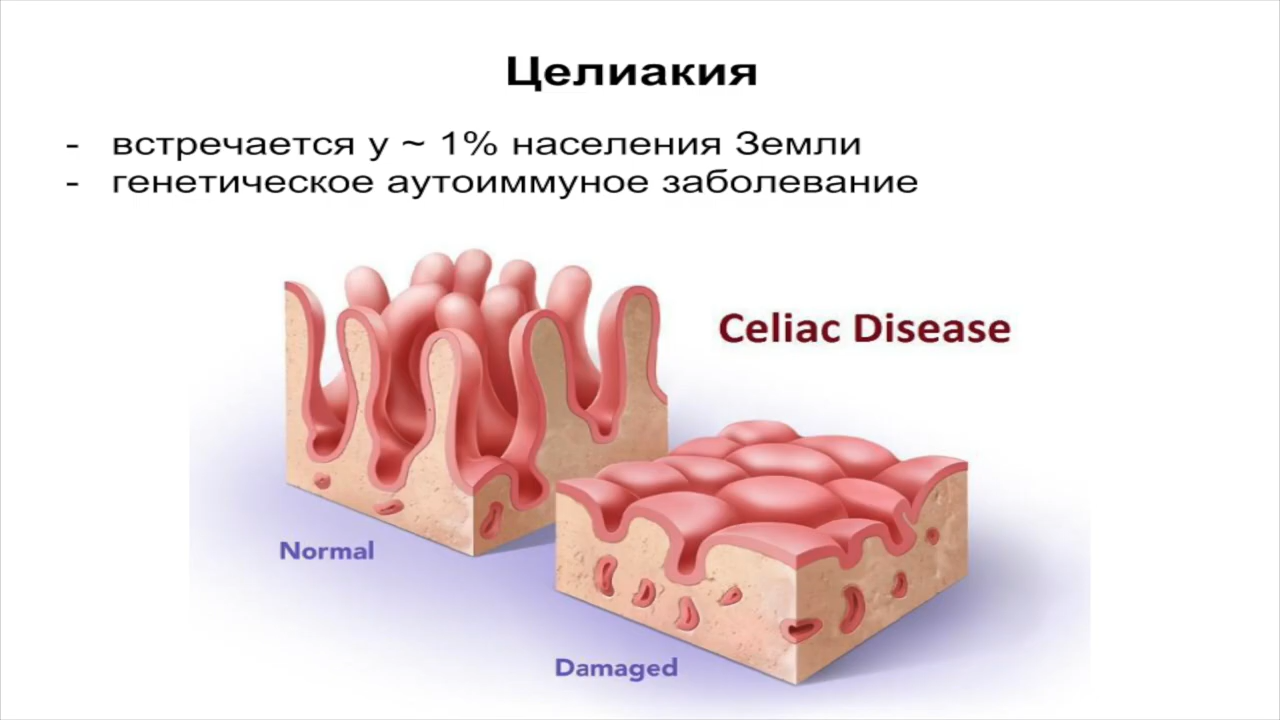 Целиакия
- встречается у ~ 1% населения Земли
- генетическое аутоиммуное заболевание
Celiac Disease
Normal
Damaged